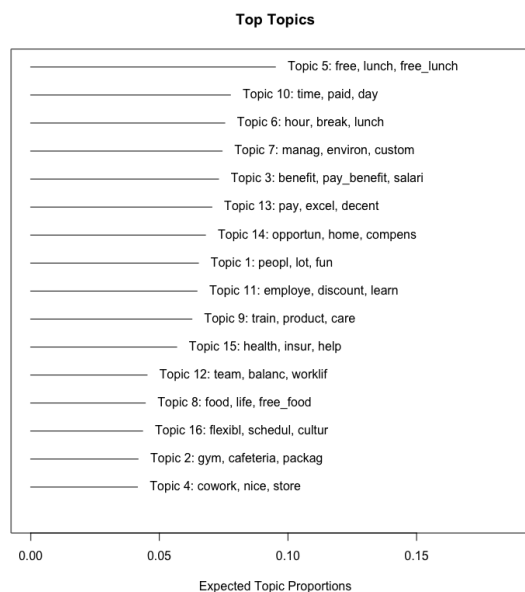 Top Topics
Topic 5: free, lunch, free_lunch
Topic 10: time, paid, day
Topic 6: hour, break, lunch
Topic 7: manag, environ, custom
Topic 3: benefit, pay_benefit, salari
Topic 13: pay, excel, decent
Topic 14: opportun, home, compens
Topic 1: peopl, lot, fun
Topic 11: employe, discount, learn
Topic 9: train, product, care
Topic 15: health, insur, help
Topic 12: team, balanc, worklif
Topic 8: food, life, free_food
Topic 16: flexibl, schedul, cultur
Topic 2: gym, cafeteria, packag
Topic 4: cowork, nice, store
0.00 0.05 0.10 0.15
Expected Topic Proportions